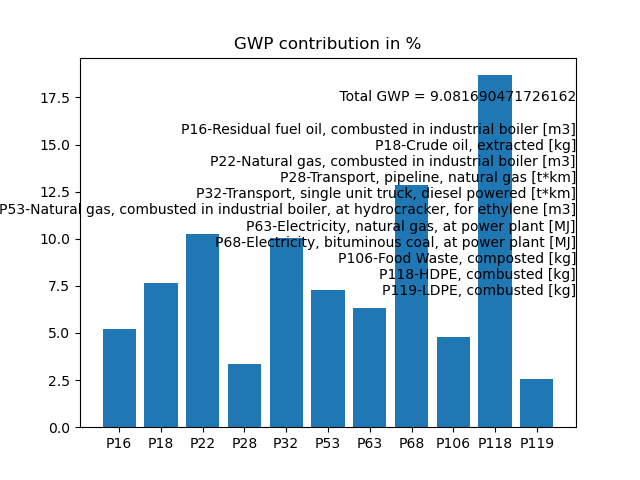 GWP contribution in %
17.5
15.0
12.5
10.0
7.5
5.0
2.5
0.0
Total GWP = 9.081690471726162
P16-Residual fuel oil, combusted in industrial boiler [m3]
P18-Crude oil, extracted [kg]
P22-Natural gas, combusted in industrial boiler [m3]
P28-Transport, pipeline, natural gas [t*km]
P32-Transport, single unit truck, diesel powered [t*km]
P53-Natural gas, combusted in industrial boiler, at hydrocracker, for ethylene [m3]
P63-Electricity, natural gas, at power plant [MJ]
P68-Electricity, bituminous coal, at power plant [MJ]
P106-Food Waste, composted [kg]
P118-HDPE, combusted [kg]
P119-LDPE, combusted [kg]
P16 P18 P22 P28 P32 P53 P63 P68 P106 P118 P119